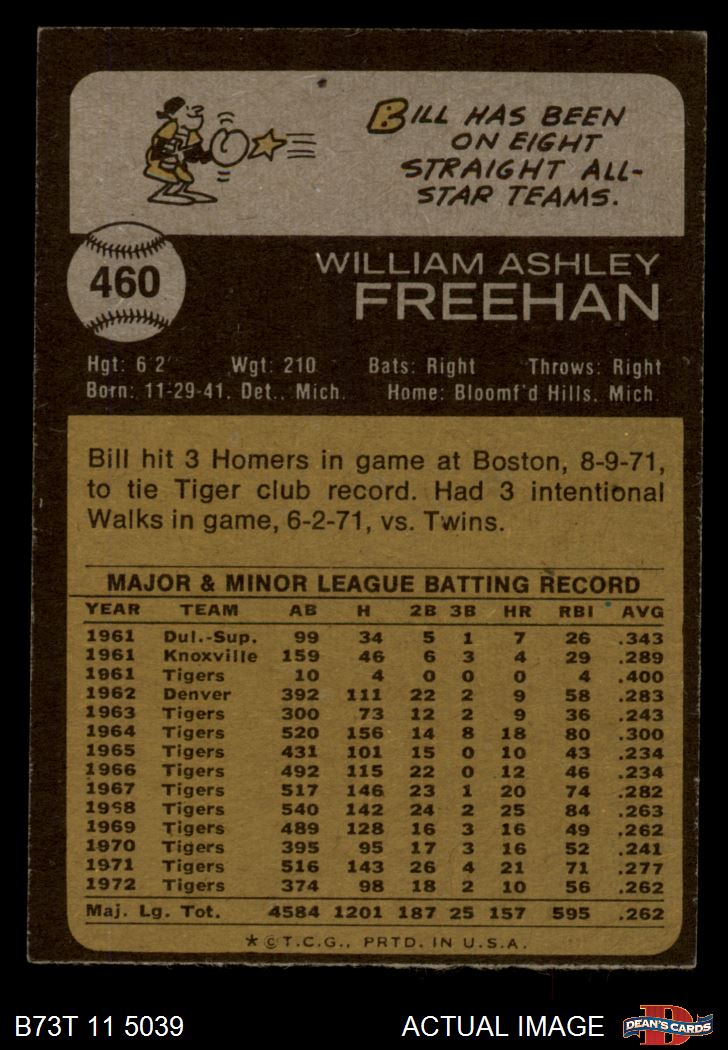 BILL HAS BEEN
ON EIGHT
STRAIGHT ALL-
STAR TEAMS.
460
WILLIAM ASHLEY
FREEHAN
Hgt: 6'2" Wgt: 210 Bats: Right Throws: Right
Born: 11-29-41, Det., Mich. Home: Bloomf'd Hills, Mich.
Bill hit 3 Homers in game at Boston, 8-9-71,
to tie Tiger club record. Had 3 intentional
Walks in game, 6-2-71, vs. Twins.
MAJOR & MINOR LEAGUE BATTING RECORD
YEAR TEAM AB H 2B 3B HR RBI AVG
1961 Dul.-Sup. 99 34 5 1 7 26 .343
1961 Knoxville 159 46 6 3 4 29 .289
1961 Tigers 10 4 0 0 0 4 .400
1962 Denver 392 111 22 2 9 58 .283
1963 Tigers 300 73 12 2 9 36 .243
1964 Tigers 520 156 14 8 18 80 .300
1965 Tigers 431 101 15 0 10 43 .234
1966 Tigers 492 115 22 0 12 46 .234
1967 Tigers 517 146 23 1 20 74 .282
1968 Tigers 540 142 24 2 25 84 .263
1969 Tigers 489 128 16 3 16 49 .262
1970 Tigers 395 95 17 3 16 52 .241
1971 Tigers 516 143 26 4 21 71 .277
1972 Tigers 374 98 18 2 10 56 .262
Maj. Lg. Tot. 4584 1201 187 25 157 595 .262
* © T.C.G., PRTD. IN U.S.A.
B73T 11 5039 ACTUAL IMAGE
D
DEAN'S CARDS